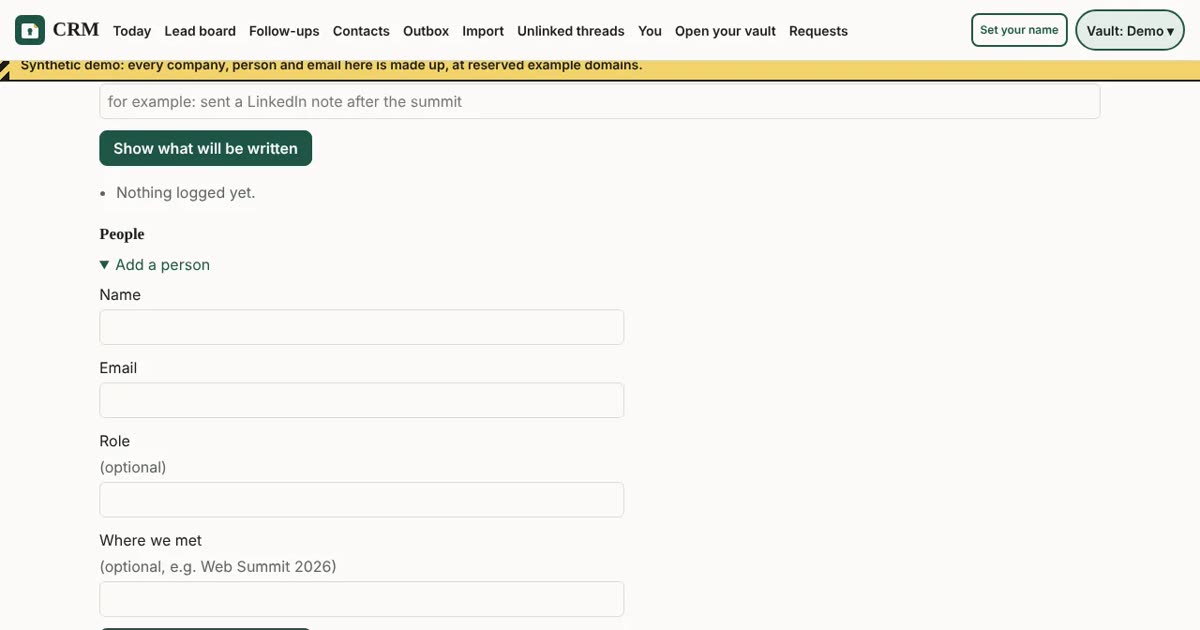 CRM Today Lead board Follow-ups Contacts Outbox Import Unlinked threads You Open your vault Requests Set your name Vault: Demo ▾
Synthetic demo: every company, person and email here is made up, at reserved example domains.
for example: sent a LinkedIn note after the summit
Show what will be written
• Nothing logged yet.
People
▼ Add a person
Name
Email
Role
(optional)
Where we met
(optional, e.g. Web Summit 2026)